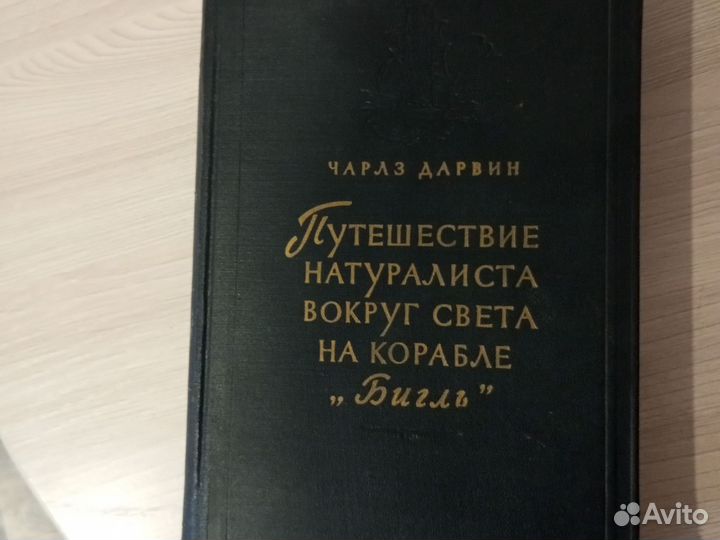 ЧАРЛЗ ДАРВИН
ПУТЕШЕСТВИЕ
НАТУРАЛИСТА
ВОКРУГ СВЕТА
НА КОРАБЛЕ
„Бигль”
Avito